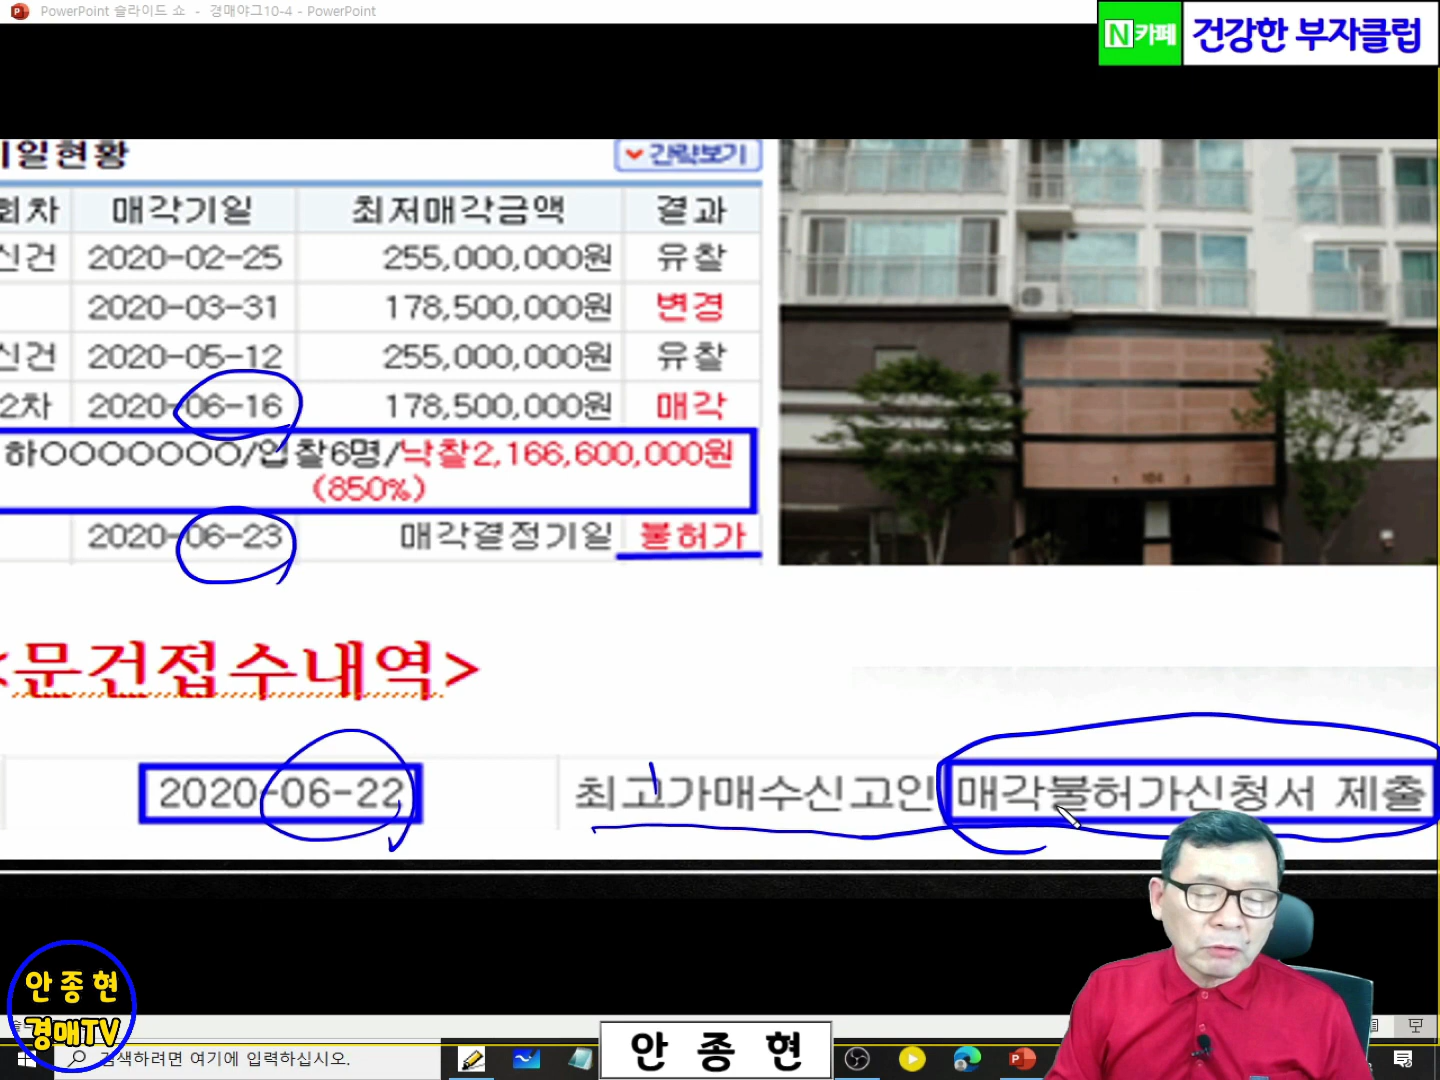 PowerPoint 슬라이드 쇼 - 경매야그10-4 - PowerPoint
N카페 건강한 부자클럽
기일현황
간략보기
회차 매각기일 최저매각금액 결과
신건 2020-02-25 255,000,000원 유찰
2020-03-31 178,500,000원 변경
신건 2020-05-12 255,000,000원 유찰
2차 2020-06-16 178,500,000원 매각
하OOOOOOO/입찰6명/낙찰2,166,600,000원
(850%)
2020-06-23 매각결정기일 불허가
<문건접수내역>
2020-06-22 최고가매수신고인 매각불허가신청서 제출
안종현
경매TV
검색하려면 여기에 입력하십시오.
안 종 현